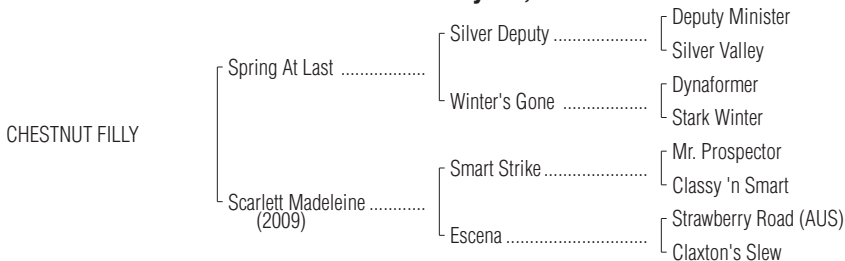 Deputy Minister
Silver Deputy ....................
Silver Valley
Spring At Last ..................
Dynaformer
Winter's Gone ..................
Stark Winter
CHESTNUT FILLY
Mr. Prospector
Smart Strike ......................
Classy 'n Smart
Scarlett Madeleine ............
(2009)
Strawberry Road (AUS)
Escena ..............................
Claxton's Slew